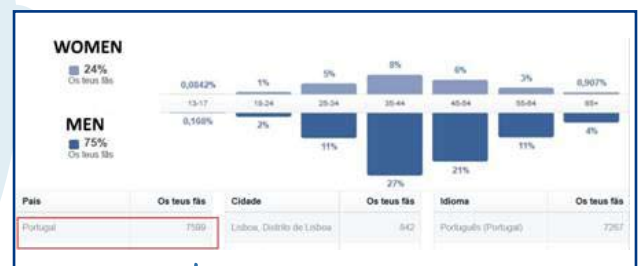 WOMEN
24%
Os teus fãs
0,0842% 1% 5% 8% 6% 3% 0,907%
13-17 18-24 25-34 35-44 45-54 55-64 65+
MEN
75%
Os teus fãs
0,168% 2% 11% 27% 21% 11% 4%
País Os teus fãs Cidade Os teus fãs Idioma Os teus fãs
Portugal 7599 Lisboa, Distrito de Lisboa 842 Português (Portugal) 7267